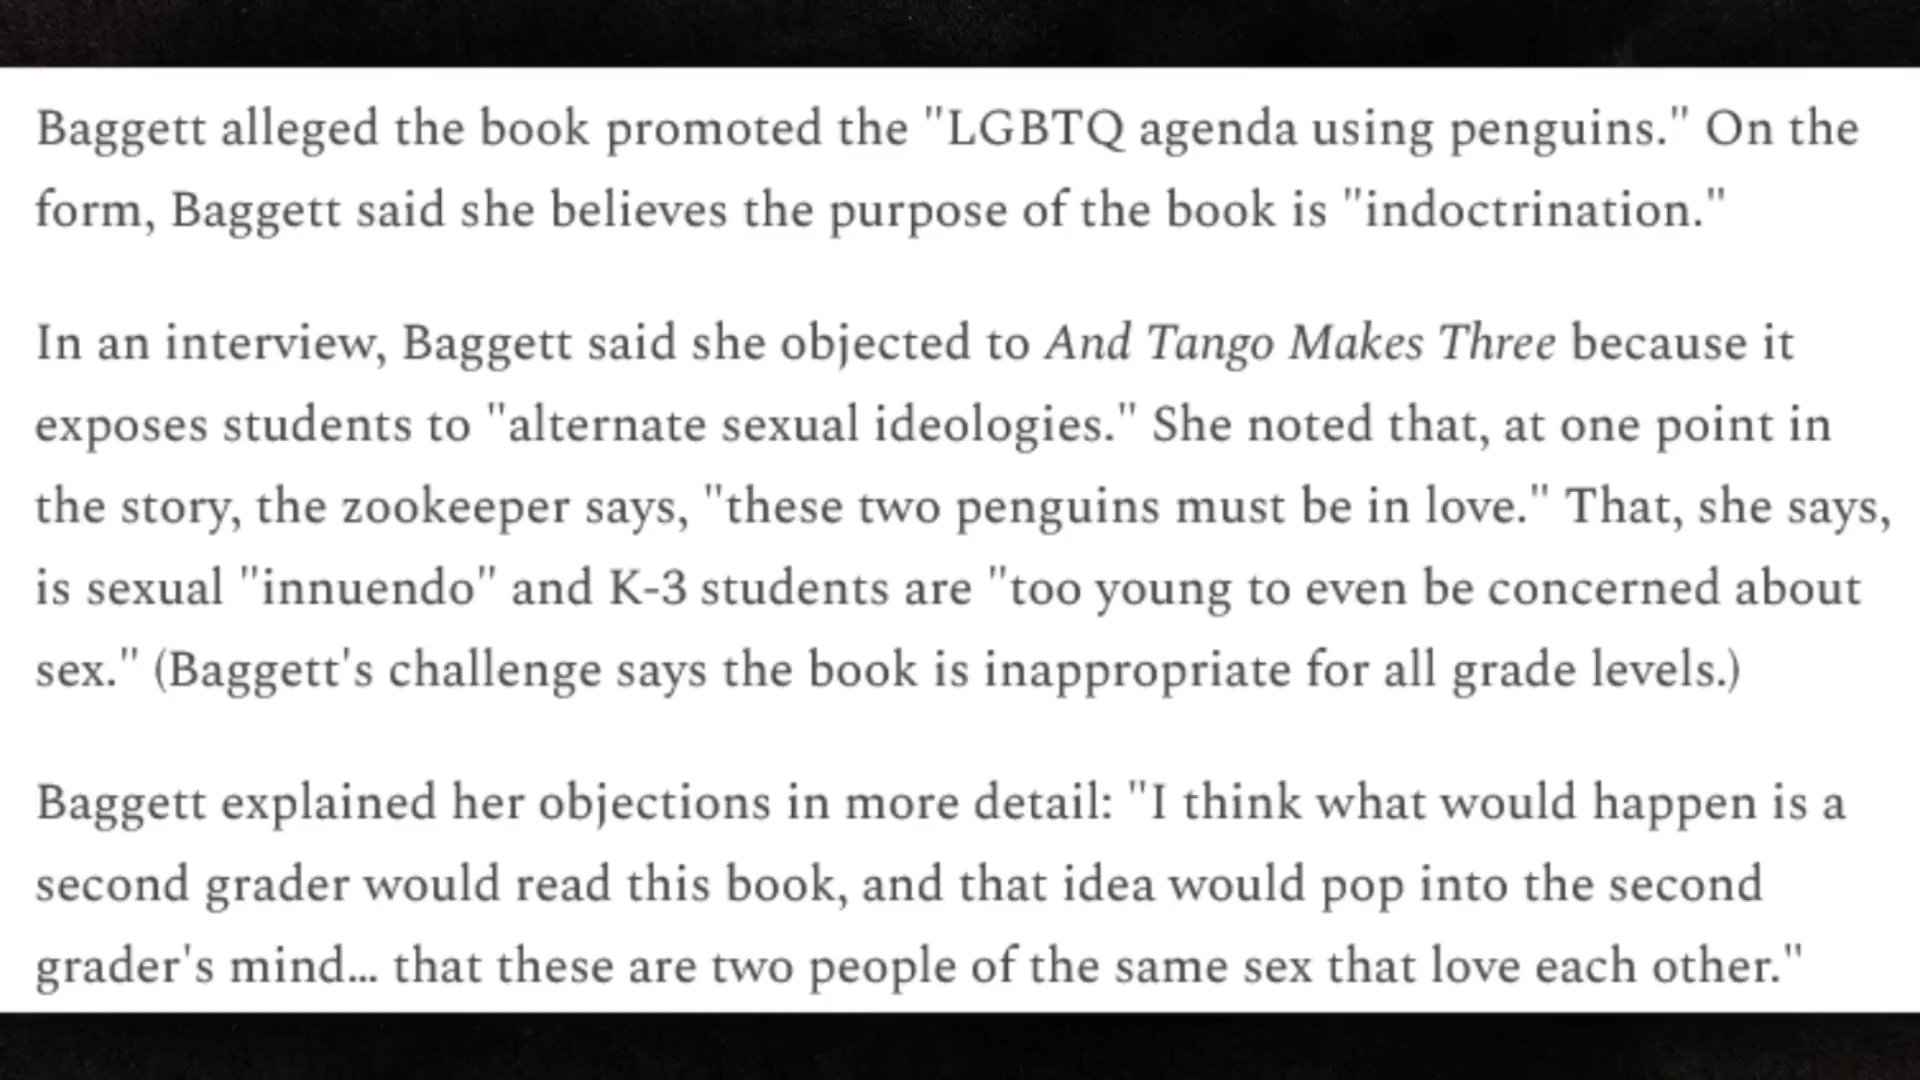 Baggett alleged the book promoted the "LGBTQ agenda using penguins." On the
form, Baggett said she believes the purpose of the book is "indoctrination."
In an interview, Baggett said she objected to And Tango Makes Three because it
exposes students to "alternate sexual ideologies." She noted that, at one point in
the story, the zookeeper says, "these two penguins must be in love." That, she says,
is sexual "innuendo" and K-3 students are "too young to even be concerned about
sex." (Baggett's challenge says the book is inappropriate for all grade levels.)
Baggett explained her objections in more detail: "I think what would happen is a
second grader would read this book, and that idea would pop into the second
grader's mind... that these are two people of the same sex that love each other."